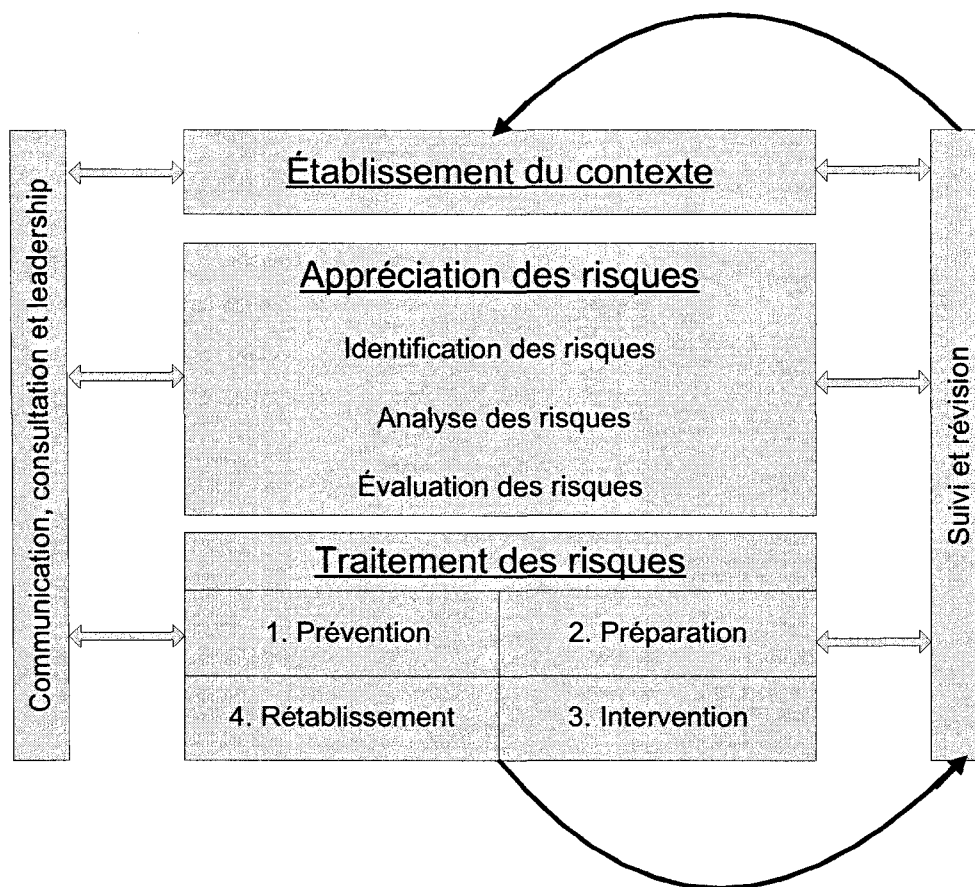 Communication, consultation et leadership
Établissement du contexte
Appréciation des risques
Identification des risques
Analyse des risques
Évaluation des risques
Traitement des risques
1. Prévention
2. Préparation
4. Rétablissement
3. Intervention
Suivi et révision